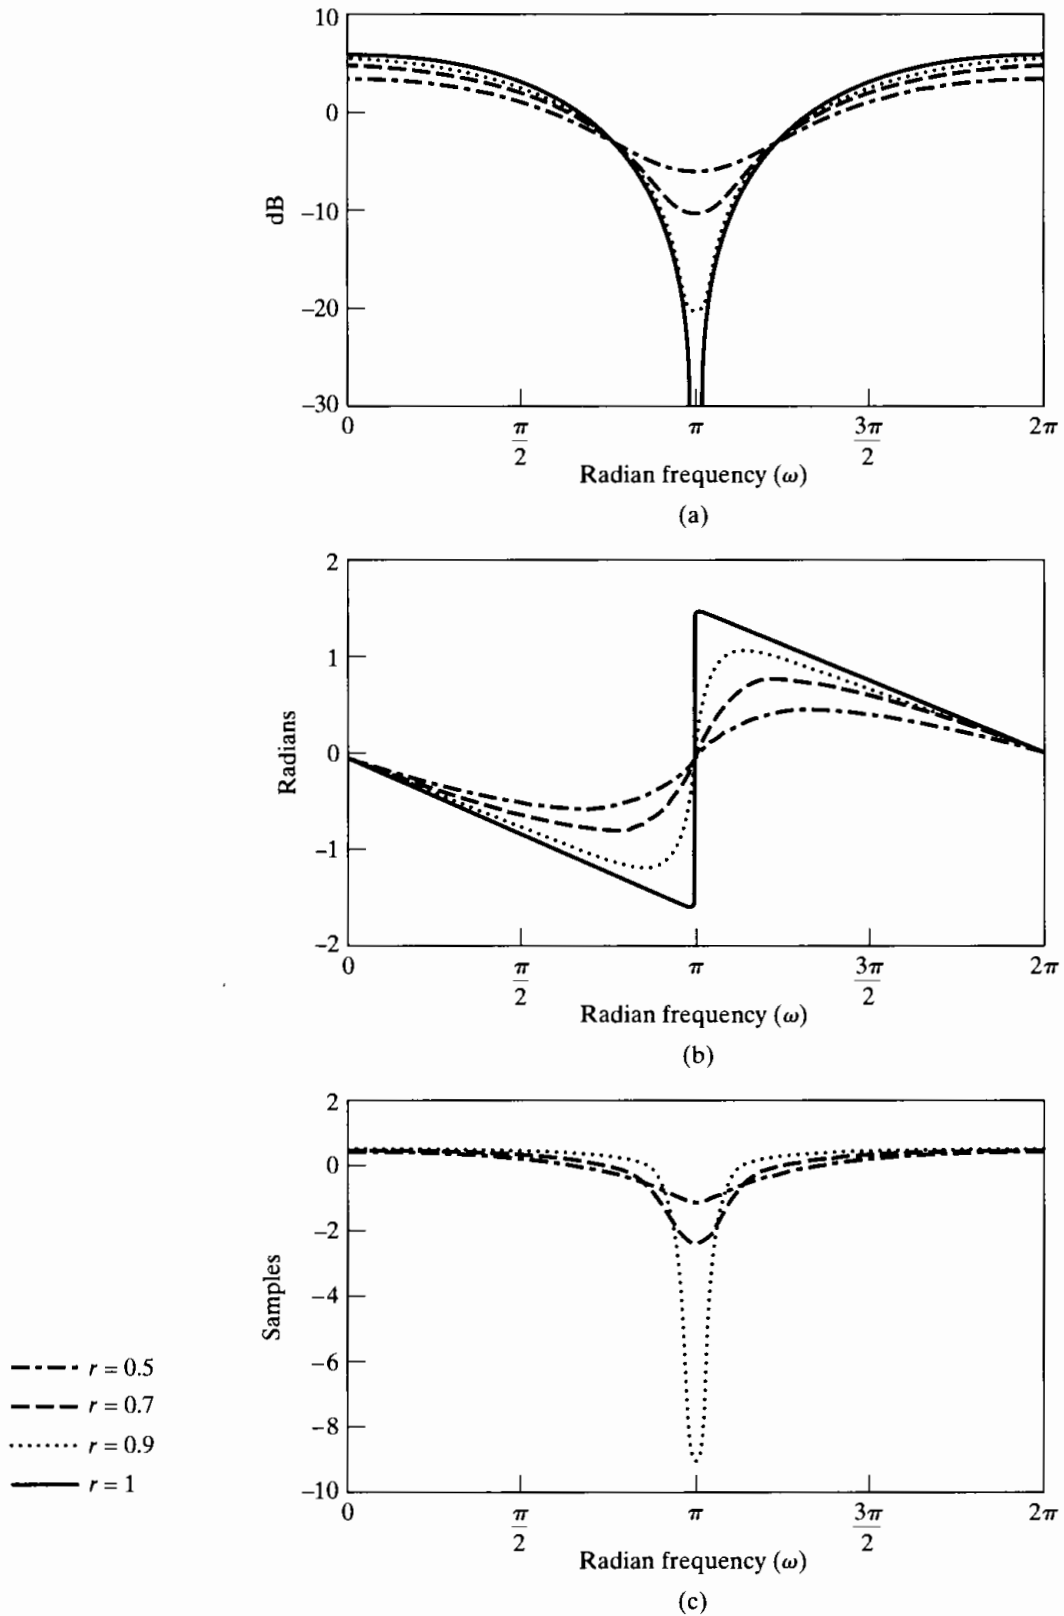 10
0
dB
–10
–20
–30
0
π/2
π
3π/2
2π
Radian frequency (ω)
(a)
2
1
Radians
0
–1
–2
0
π/2
π
3π/2
2π
Radian frequency (ω)
(b)
2
0
–2
Samples
–4
–6
–8
–10
0
π/2
π
3π/2
2π
Radian frequency (ω)
(c)
r = 0.5
r = 0.7
r = 0.9
r = 1